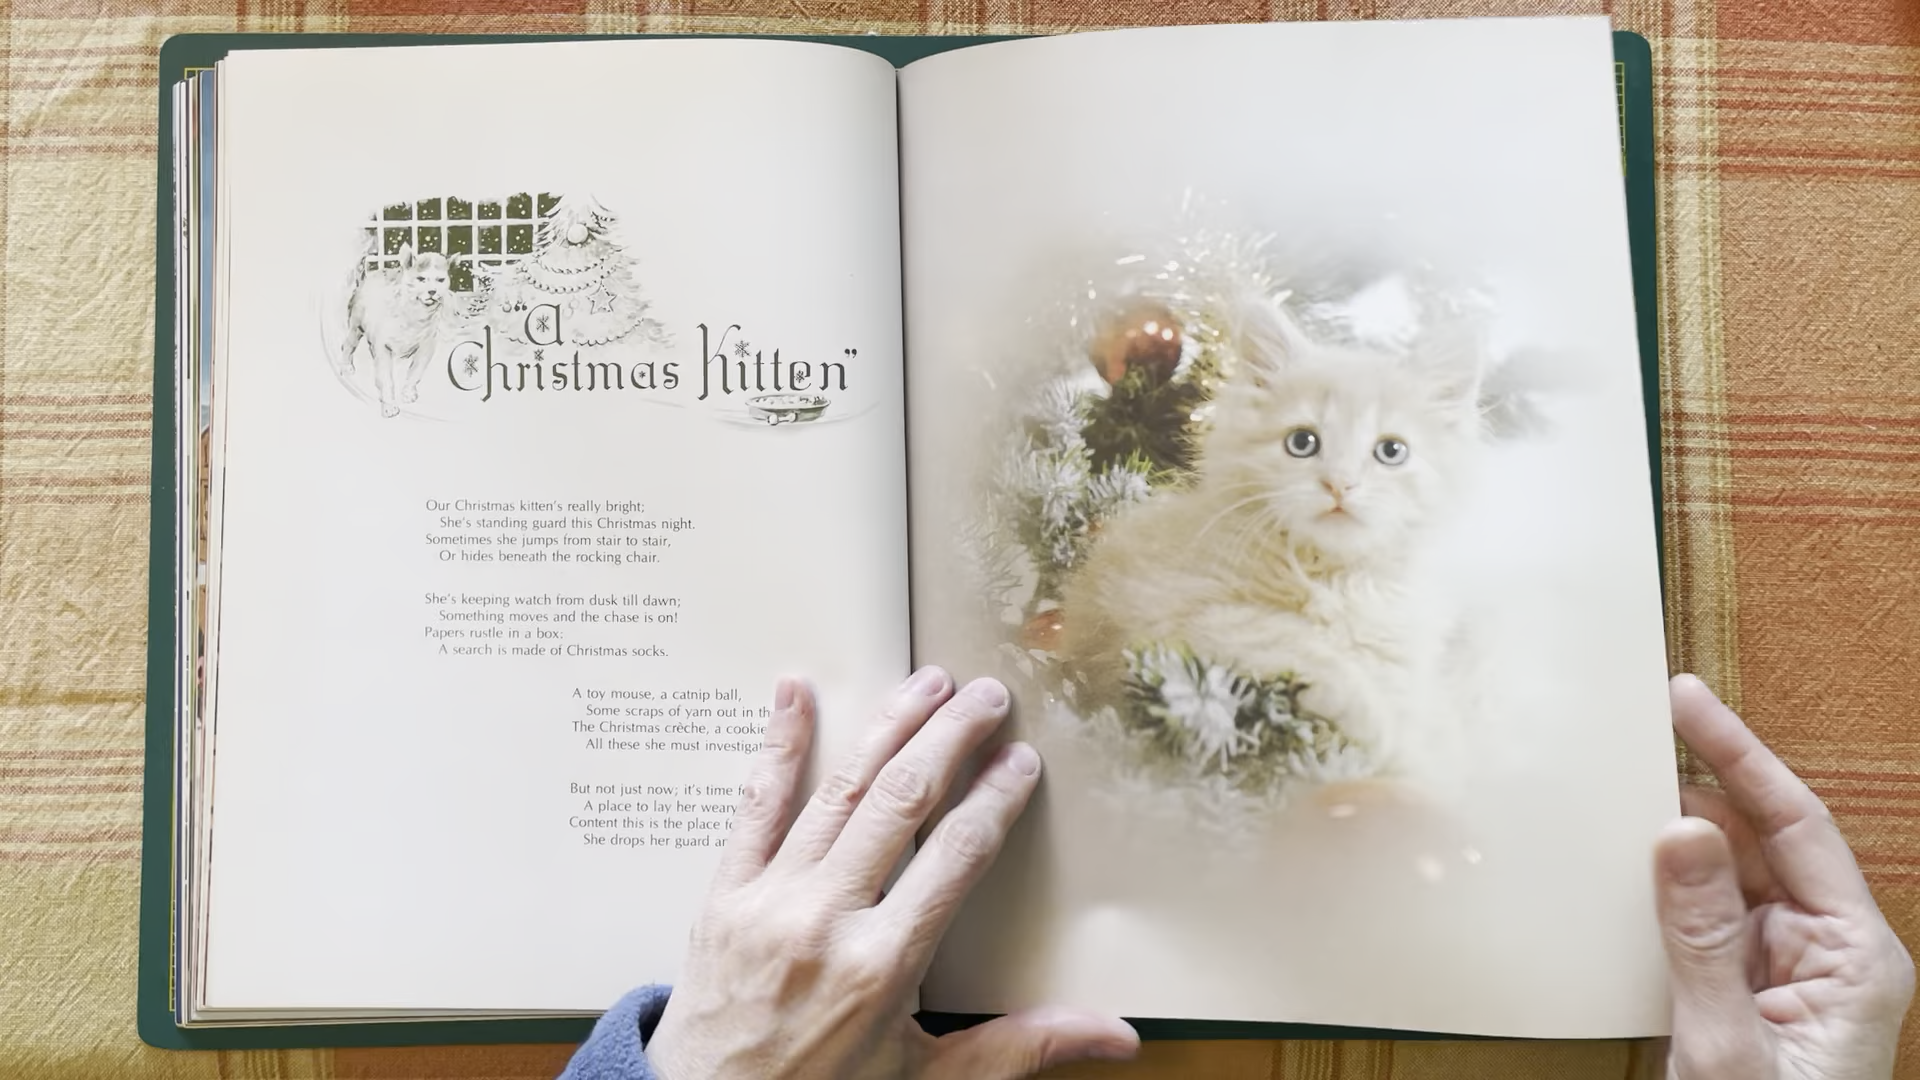 "a
Christmas Kitten"
Our Christmas kitten's really bright;
She's standing guard this Christmas night.
Sometimes she jumps from stair to stair,
Or hides beneath the rocking chair.
She's keeping watch from dusk till dawn;
Something moves and the chase is on!
Papers rustle in a box:
A search is made of Christmas socks.
A toy mouse, a catnip ball,
Some scraps of yarn out in
The Christmas crèche, a cookie
All these she must
But not just now; it's time
A place to lay her weary
Content this is the place
She drops her guard